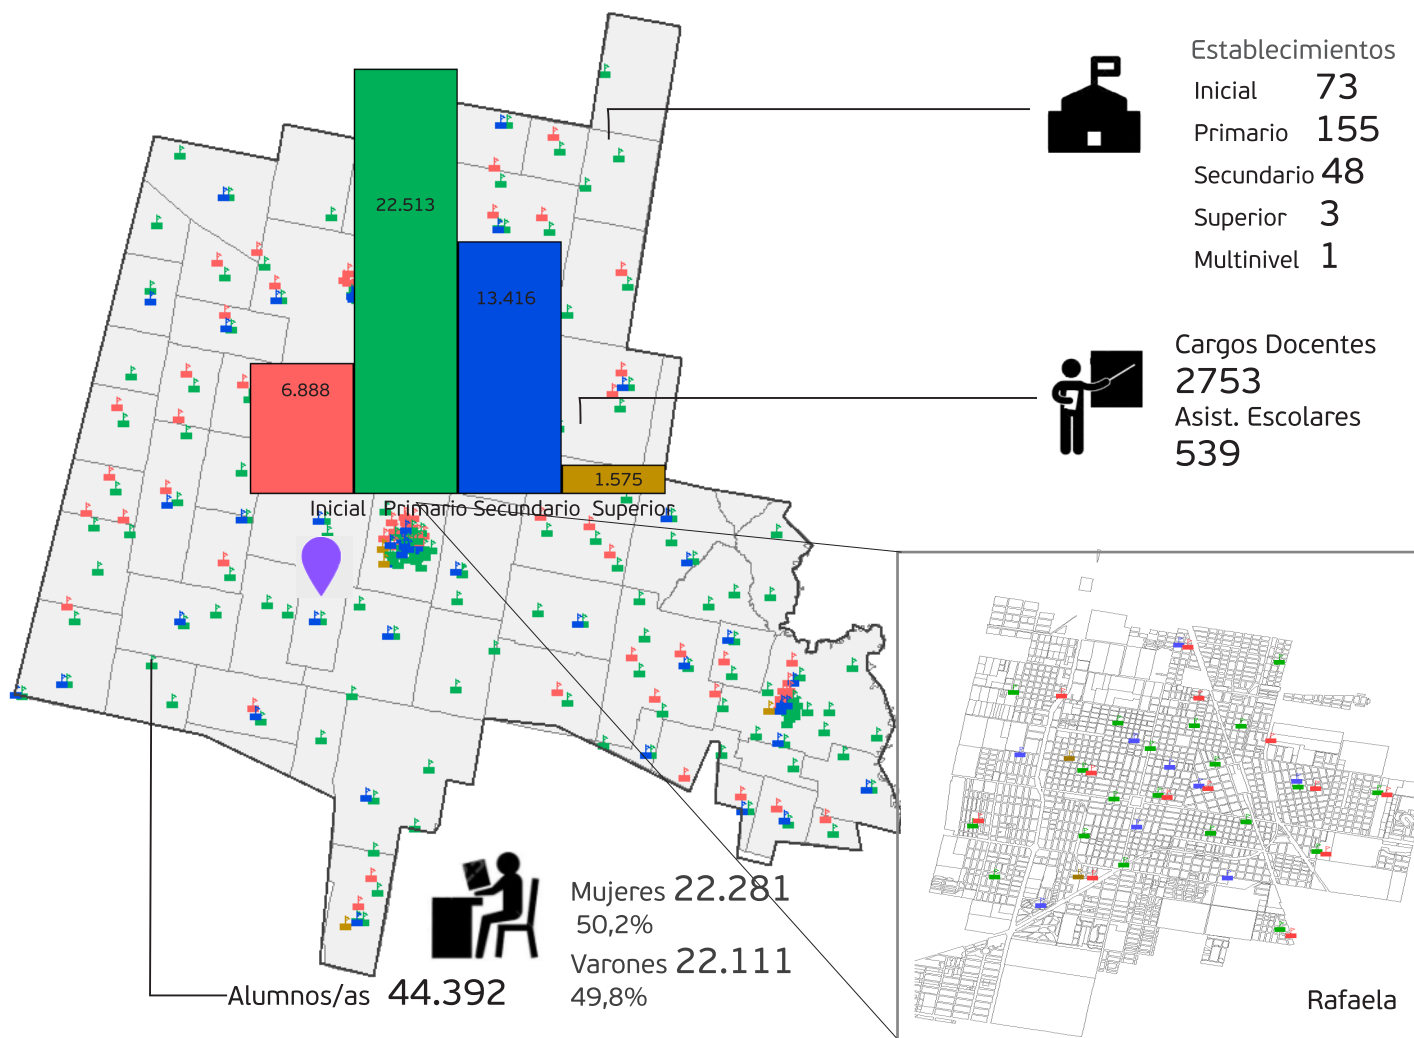 Establecimientos
Inicial 73
Primario 155
Secundario 48
Superior 3
Multinivel 1
22.513
13.416
6.888
1.575
Inicial Primario Secundario Superior
Cargos Docentes
2753
Asist. Escolares
539
Mujeres 22.281
50,2%
Varones 22.111
49,8%
Alumnos/as 44.392
Rafaela